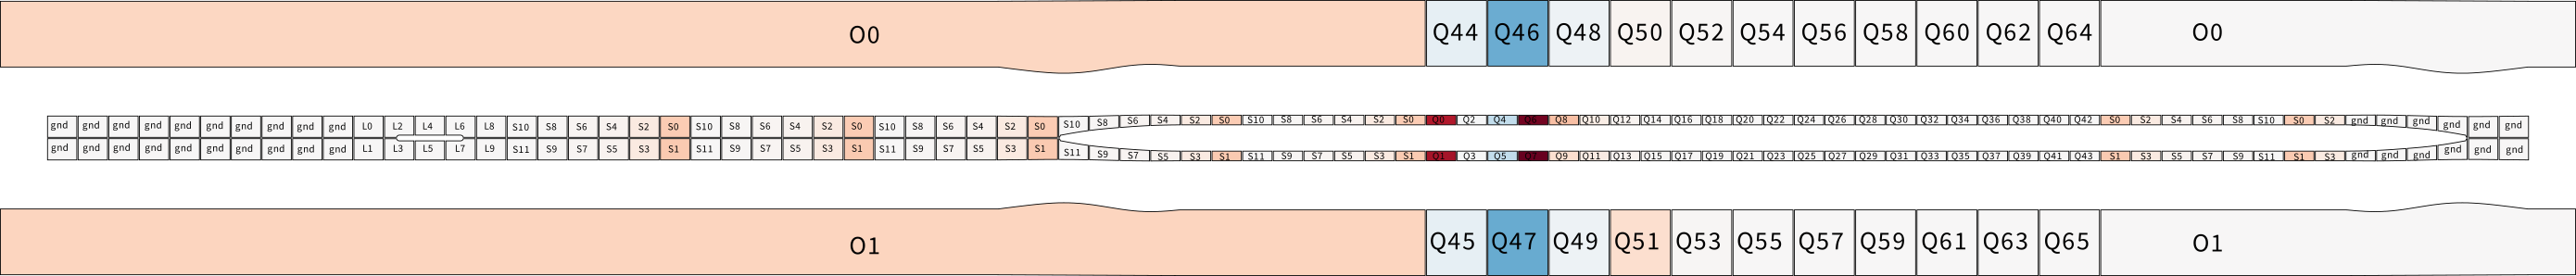 O0 Q44 Q46 Q48 Q50 Q52 Q54 Q56 Q58 Q60 Q62 Q64 O0
gnd gnd gnd gnd gnd gnd gnd gnd gnd gnd L0 L2 L4 L6 L8 S10 S8 S6 S4 S2 S0 S10 S8 S6 S4 S2 S0 S10 S8 S6 S4 S2 S0 S10 S8 S6 S4 S2 S0 S10 S8 S6 S4 S2 S0 Q0 Q2 Q4 Q6 Q8 Q10 Q12 Q14 Q16 Q18 Q20 Q22 Q24 Q26 Q28 Q30 Q32 Q34 Q36 Q38 Q40 Q42 S0 S2 S4 S6 S8 S10 S0 S2 gnd gnd gnd gnd gnd gnd
gnd gnd gnd gnd gnd gnd gnd gnd gnd gnd L1 L3 L5 L7 L9 S11 S9 S7 S5 S3 S1 S11 S9 S7 S5 S3 S1 S11 S9 S7 S5 S3 S1 S11 S9 S7 S5 S3 S1 S11 S9 S7 S5 S3 S1 Q1 Q3 Q5 Q7 Q9 Q11 Q13 Q15 Q17 Q19 Q21 Q23 Q25 Q27 Q29 Q31 Q33 Q35 Q37 Q39 Q41 Q43 S1 S3 S5 S7 S9 S11 S1 S3 gnd gnd gnd gnd gnd gnd
O1 Q45 Q47 Q49 Q51 Q53 Q55 Q57 Q59 Q61 Q63 Q65 O1